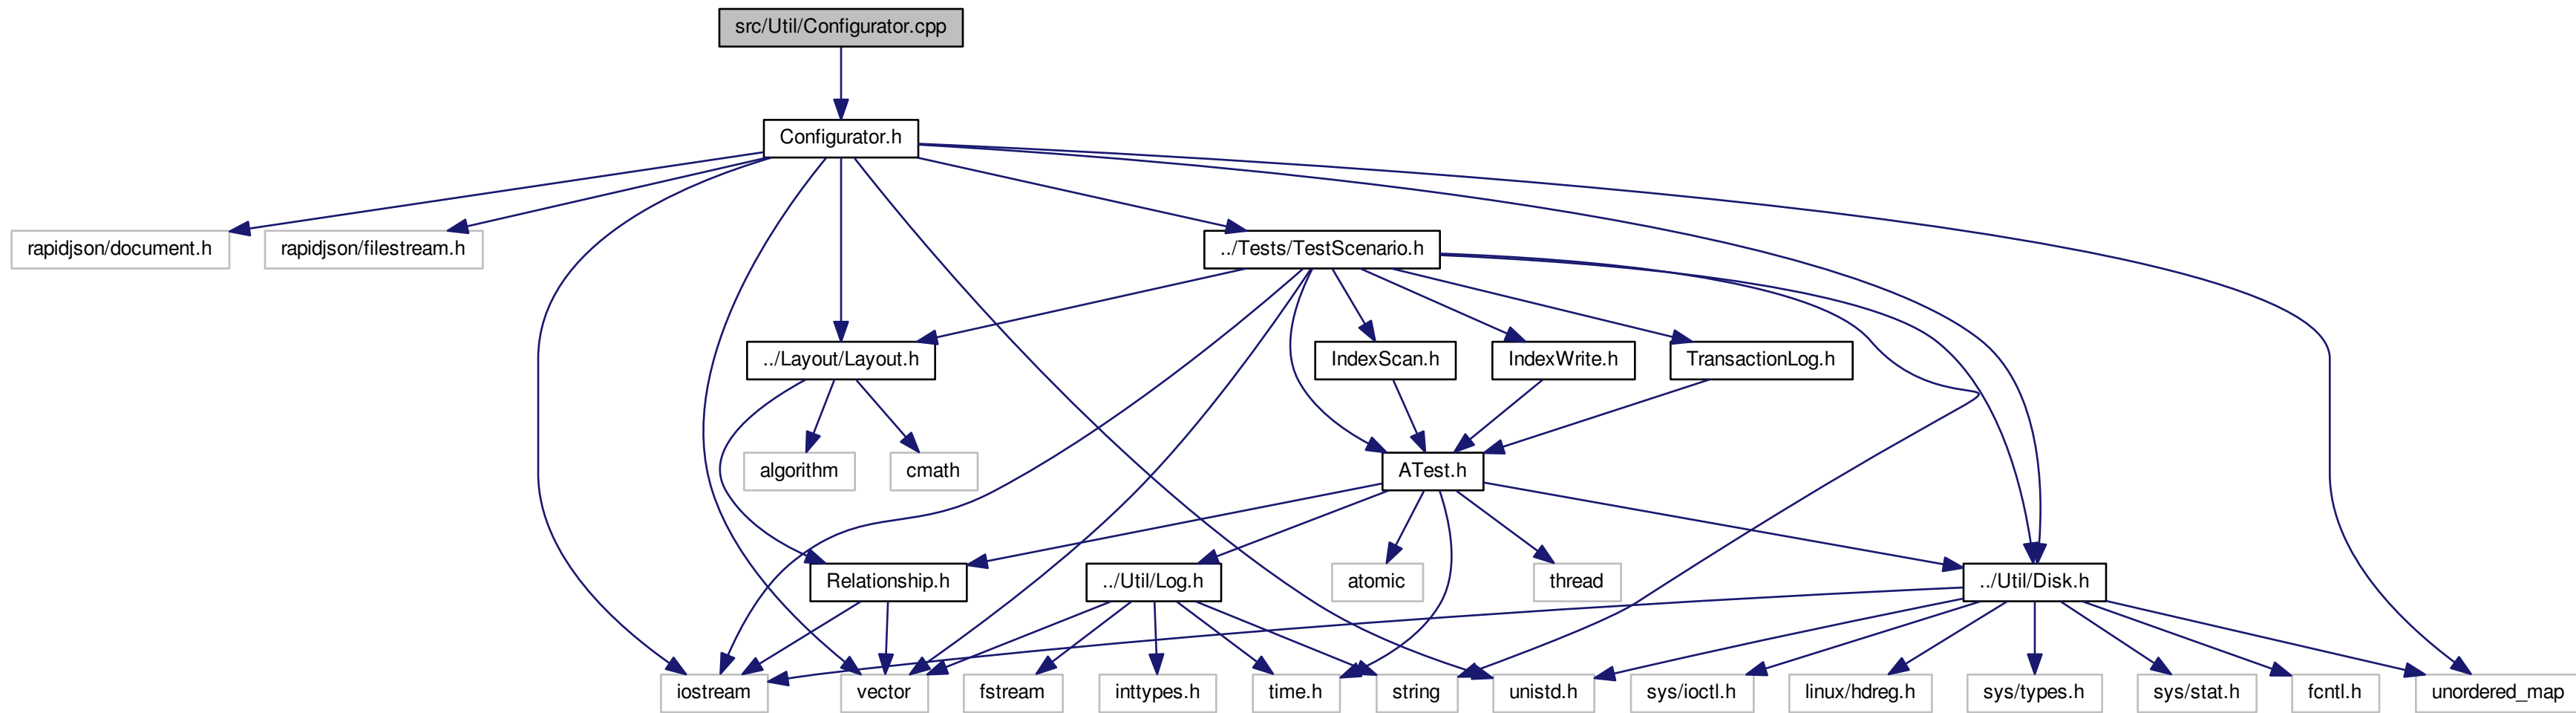 src/Util/Configurator.cpp
Configurator.h
rapidjson/document.h
rapidjson/filestream.h
../Tests/TestScenario.h
../Layout/Layout.h
IndexScan.h
IndexWrite.h
TransactionLog.h
algorithm
cmath
ATest.h
Relationship.h
../Util/Log.h
atomic
thread
../Util/Disk.h
iostream
vector
fstream
inttypes.h
time.h
string
unistd.h
sys/ioctl.h
linux/hdreg.h
sys/types.h
sys/stat.h
fcntl.h
unordered_map